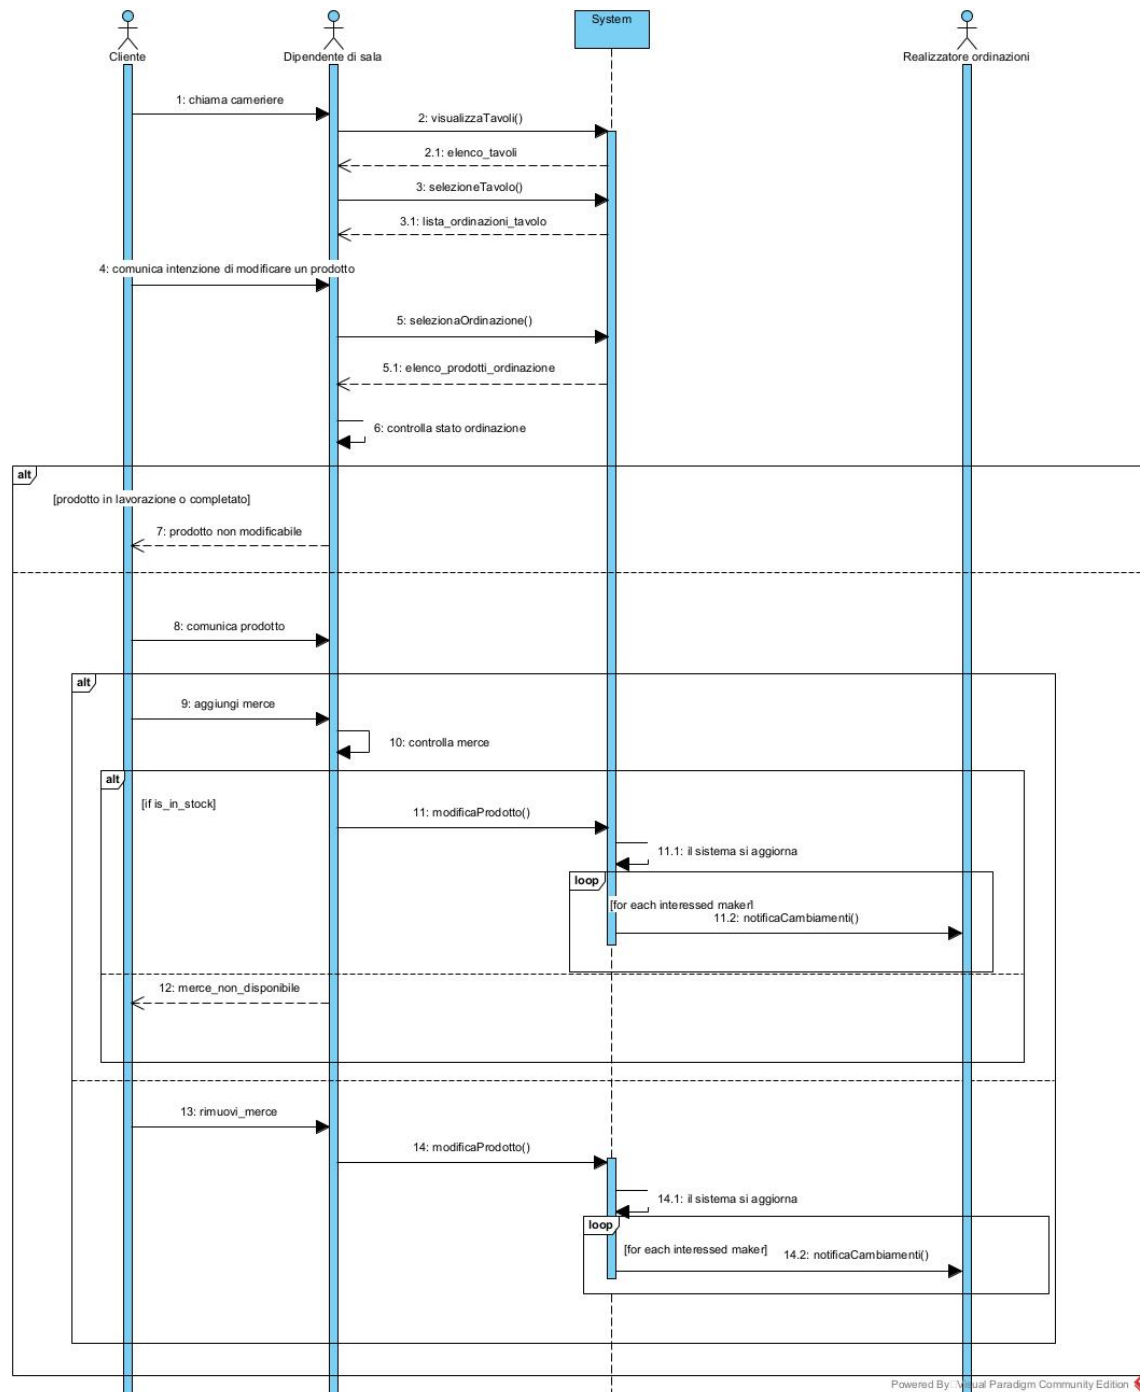 System
Cliente
Dipendente di sala
Realizzatore ordinazioni
1: chiama cameriere
2: visualizzaTavoli()
2.1: elenco_tavoli
3: selezioneTavolo()
3.1: lista_ordinazioni_tavolo
4: comunica intenzione di modificare un prodotto
5: selezionaOrdinazione()
5.1: elenco_prodotti_ordinazione
6: controlla stato ordinazione
alt
[prodotto in lavorazione o completato]
7: prodotto non modificabile
8: comunica prodotto
alt
9: aggiungi merce
10: controlla merce
alt
[if is_in_stock]
11: modificaProdotto()
11.1: il sistema si aggiorna
loop
[for each interessed maker]
11.2: notificaCambiamenti()
12: merce_non_disponibile
13: rimuovi_merce
14: modificaProdotto()
14.1: il sistema si aggiorna
loop
[for each interessed maker]
14.2: notificaCambiamenti()
Powered By Visual Paradigm Community Edition